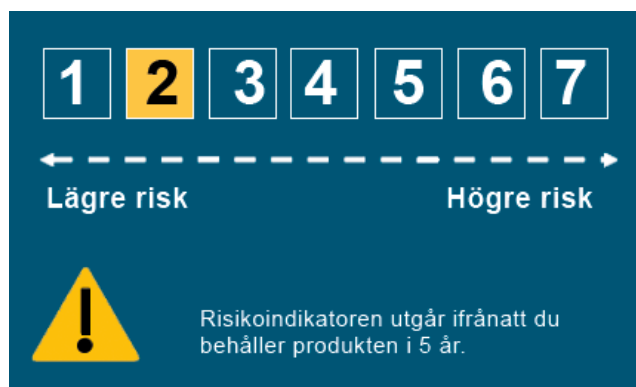 1 2 3 4 5 6 7
Lägre risk Högre risk
Risikoindikatoren utgår ifrånatt du
behåller produkten i 5 år.